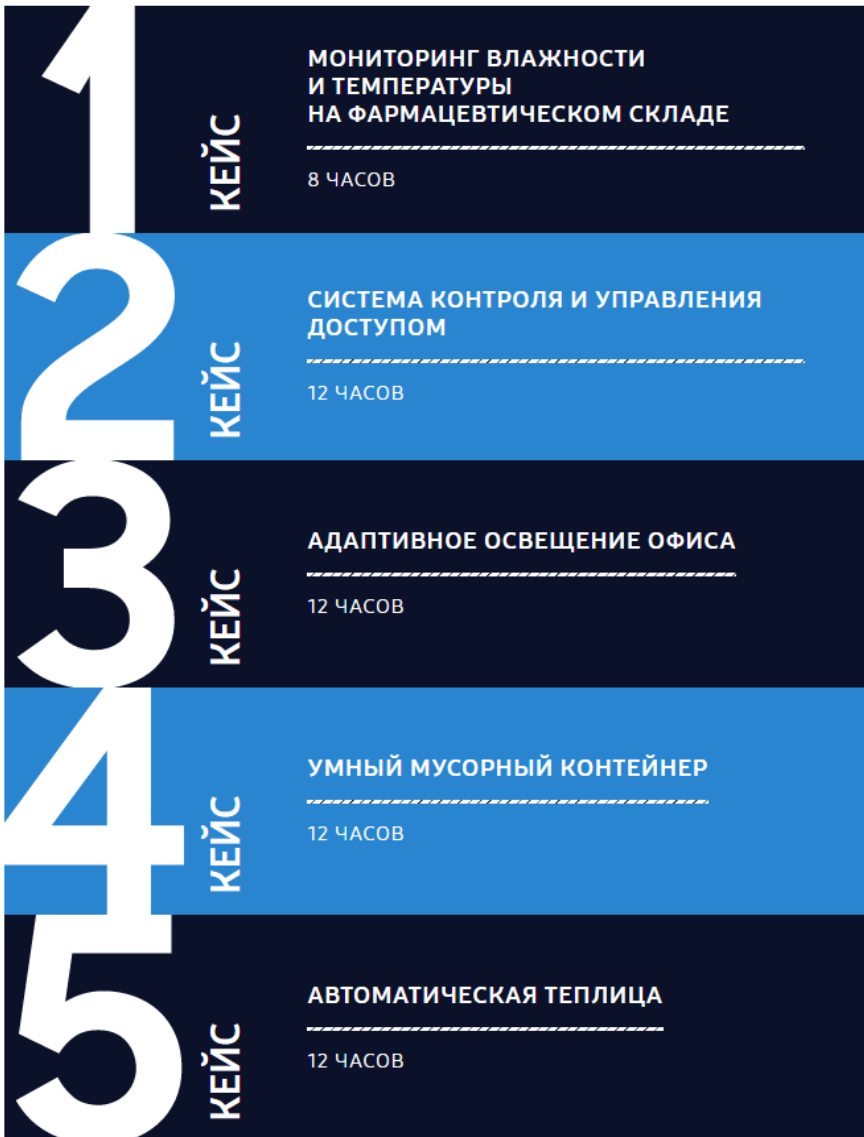 1
КЕЙС
МОНИТОРИНГ ВЛАЖНОСТИ
И ТЕМПЕРАТУРЫ
НА ФАРМАЦЕВТИЧЕСКОМ СКЛАДЕ
8 ЧАСОВ
2
КЕЙС
СИСТЕМА КОНТРОЛЯ И УПРАВЛЕНИЯ
ДОСТУПОМ
12 ЧАСОВ
3
КЕЙС
АДАПТИВНОЕ ОСВЕЩЕНИЕ ОФИСА
12 ЧАСОВ
4
КЕЙС
УМНЫЙ МУСОРНЫЙ КОНТЕЙНЕР
12 ЧАСОВ
5
КЕЙС
АВТОМАТИЧЕСКАЯ ТЕПЛИЦА
12 ЧАСОВ